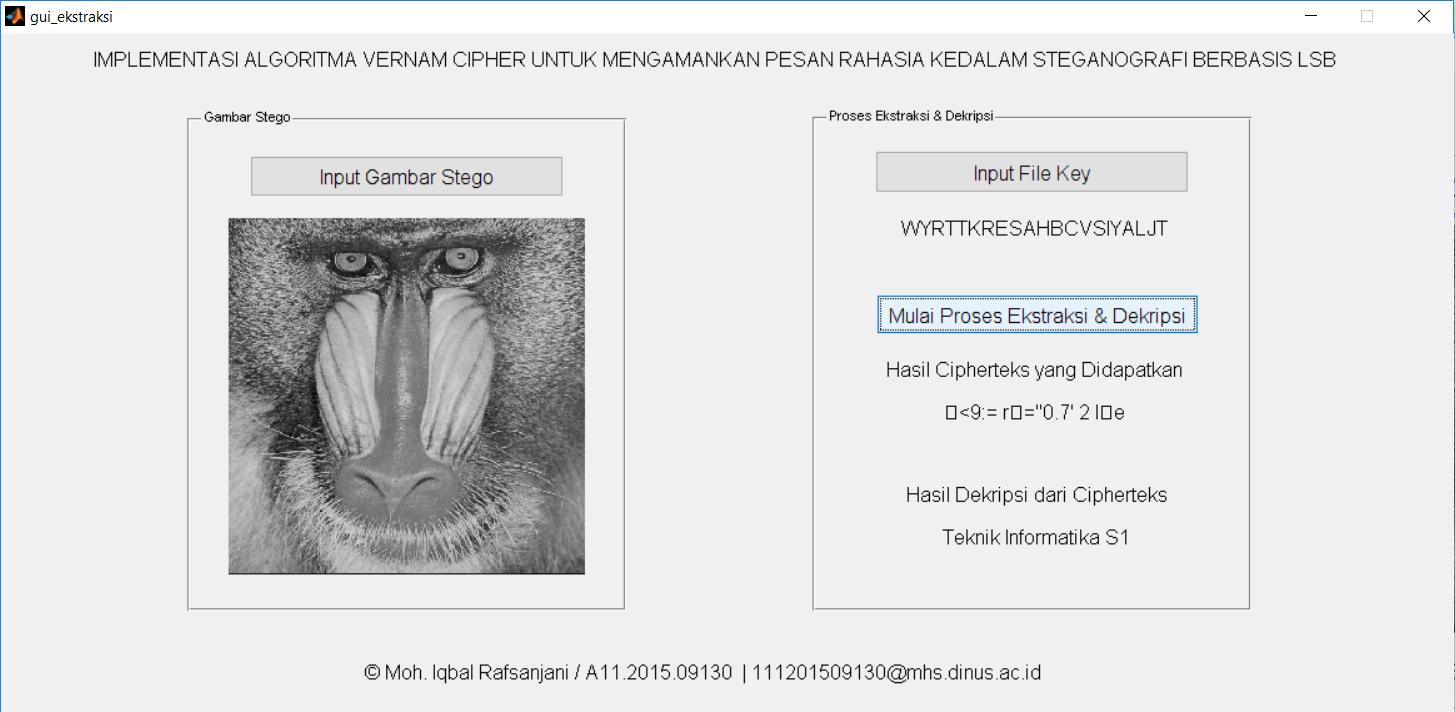 gui_ekstraksi
IMPLEMENTASI ALGORITMA VERNAM CIPHER UNTUK MENGAMANKAN PESAN RAHASIA KEDALAM STEGANOGRAFI BERBASIS LSB
Gambar Stego
Input Gambar Stego
Proses Ekstraksi & Dekripsi
Input File Key
WYRTTKRESAHBCVSIYALJT
Mulai Proses Ekstraksi & Dekripsi
Hasil Cipherteks yang Didapatkan
□<9:= r□="0.7' 2 l□e
Hasil Dekripsi dari Cipherteks
Teknik Informatika S1
© Moh. Iqbal Rafsanjani / A11.2015.09130 | 111201509130@mhs.dinus.ac.id